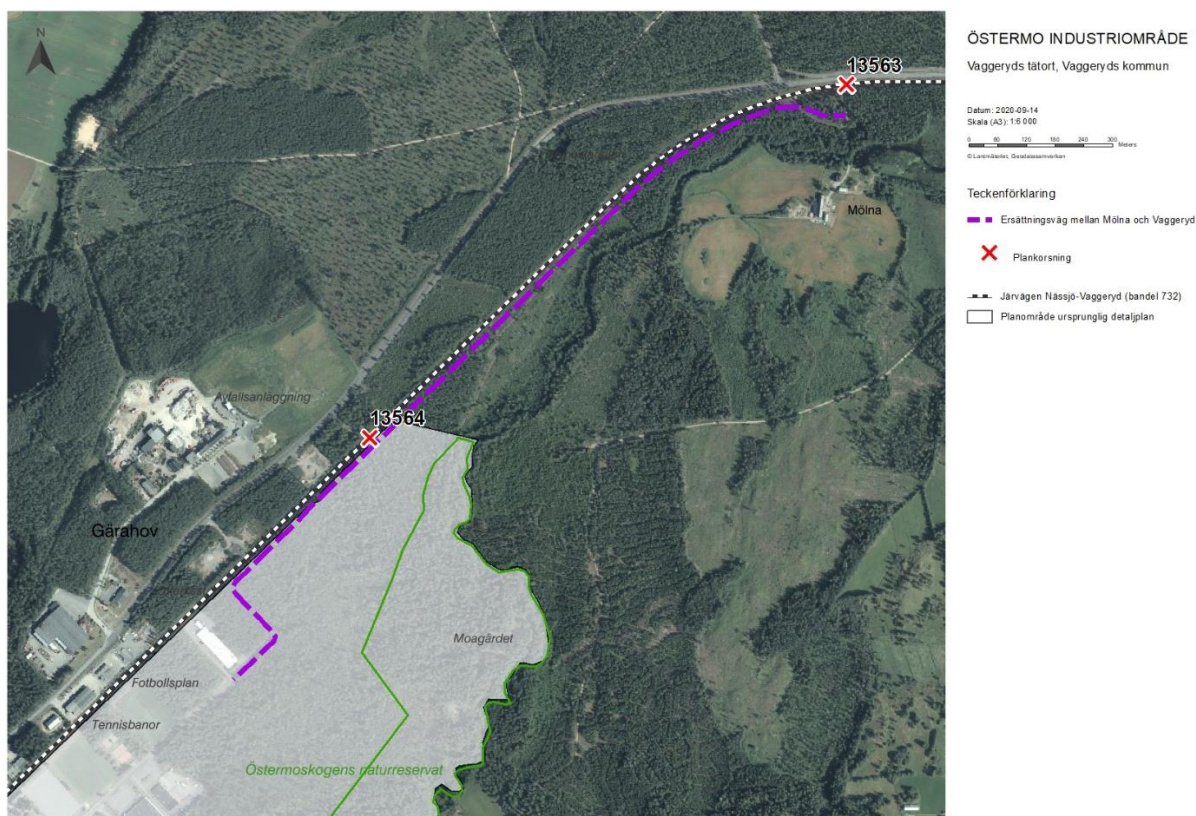 N
13563
Mölna
Avfallsanläggning
13564
Gärahov
Moagärdet
Fotbollsplan
Tennisbanor
Östermoskogens naturreservat
ÖSTERMO INDUSTRIOMRÅDE
Vaggeryds tätort, Vaggeryds kommun
Datum: 2020-09-14
Skala (A3): 1:6 000
0 60 120 180 240 300 Meters
© Lantmäteriet, Geodatasamverkan
Teckenförklaring
Ersättningsväg mellan Mölna och Vaggeryd
Plankorsning
Järvägen Nässjö-Vaggeryd (bandel 732)
Planområde ursprunglig detaljplan